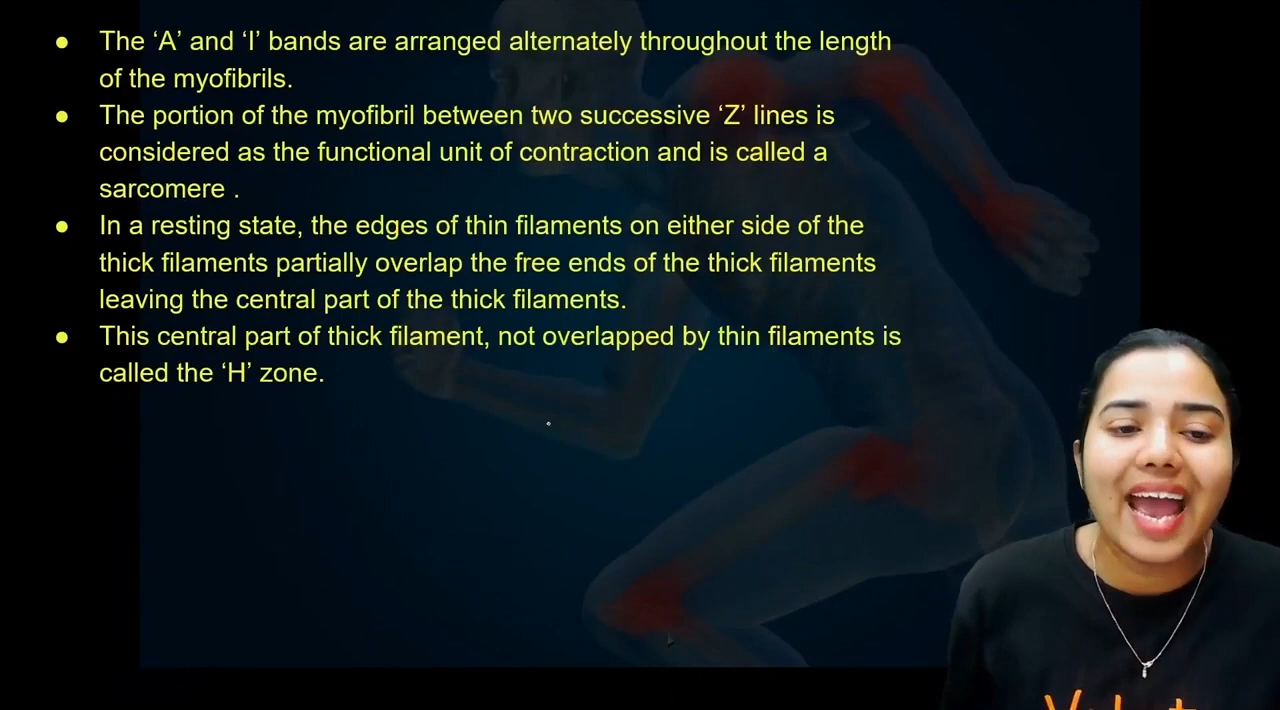 ● The ‘A’ and ‘I’ bands are arranged alternately throughout the length
of the myofibrils.
● The portion of the myofibril between two successive ‘Z’ lines is
considered as the functional unit of contraction and is called a
sarcomere .
● In a resting state, the edges of thin filaments on either side of the
thick filaments partially overlap the free ends of the thick filaments
leaving the central part of the thick filaments.
● This central part of thick filament, not overlapped by thin filaments is
called the ‘H’ zone.